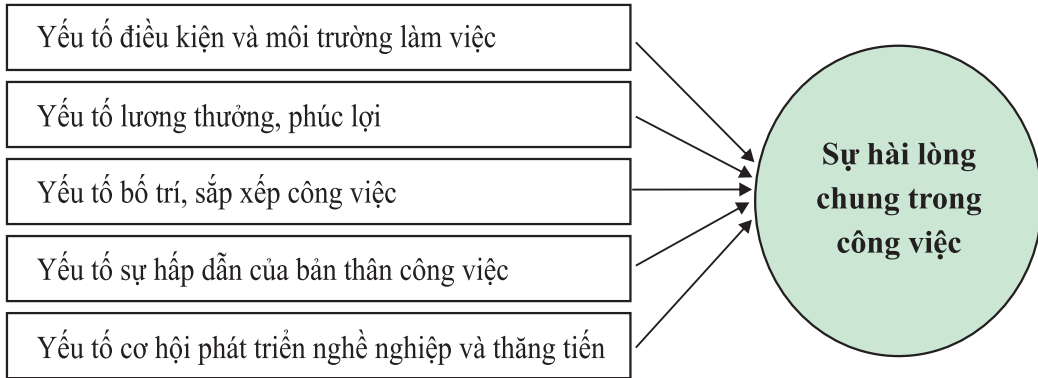 Yếu tố điều kiện và môi trường làm việc
Yếu tố lương thưởng, phúc lợi
Yếu tố bố trí, sắp xếp công việc
Yếu tố sự hấp dẫn của bản thân công việc
Yếu tố cơ hội phát triển nghề nghiệp và thăng tiến
Sự hài lòng
chung trong
công việc